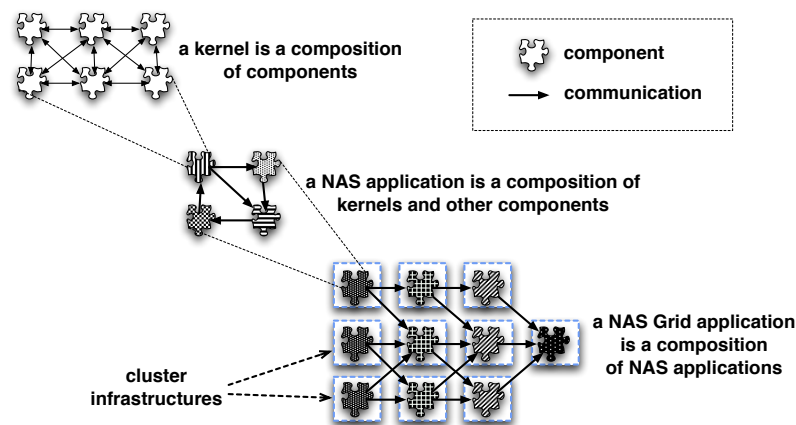 a kernel is a composition
of components
component
communication
a NAS application is a composition of
kernels and other components
a NAS Grid application
is a composition
of NAS applications
cluster
infrastructures